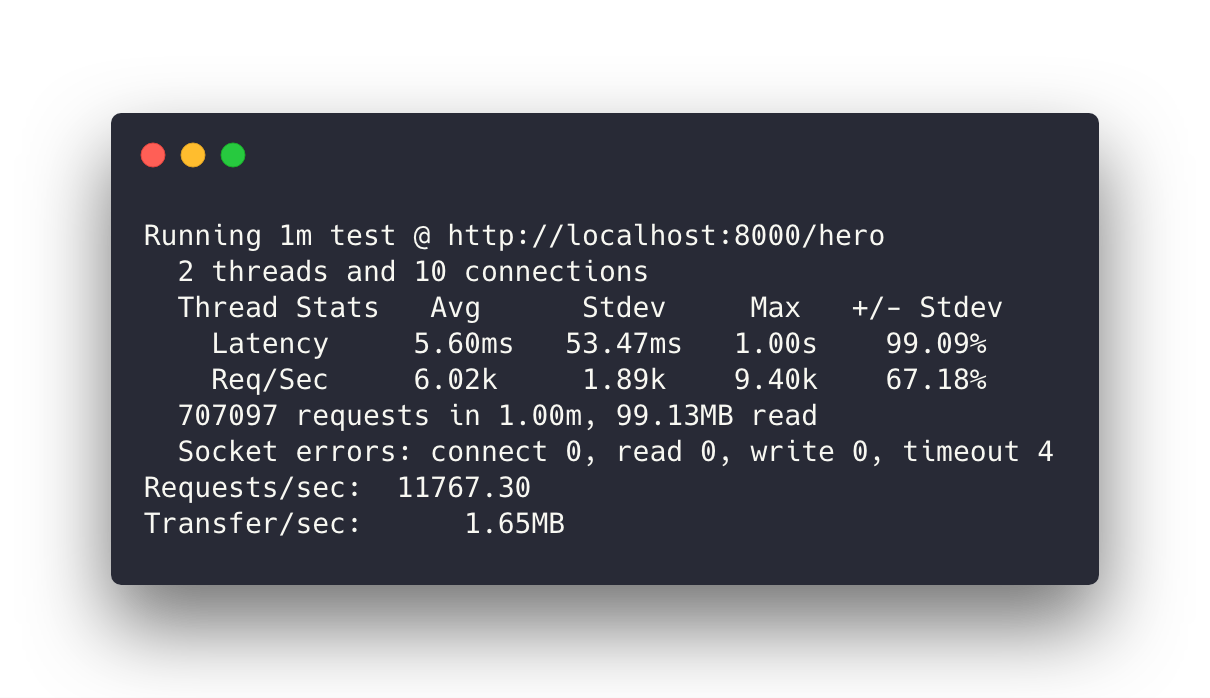 Running 1m test @ http://localhost:8000/hero
  2 threads and 10 connections
  Thread Stats   Avg      Stdev     Max   +/- Stdev
    Latency     5.60ms   53.47ms   1.00s    99.09%
    Req/Sec     6.02k     1.89k    9.40k    67.18%
  707097 requests in 1.00m, 99.13MB read
  Socket errors: connect 0, read 0, write 0, timeout 4
Requests/sec:  11767.30
Transfer/sec:      1.65MB